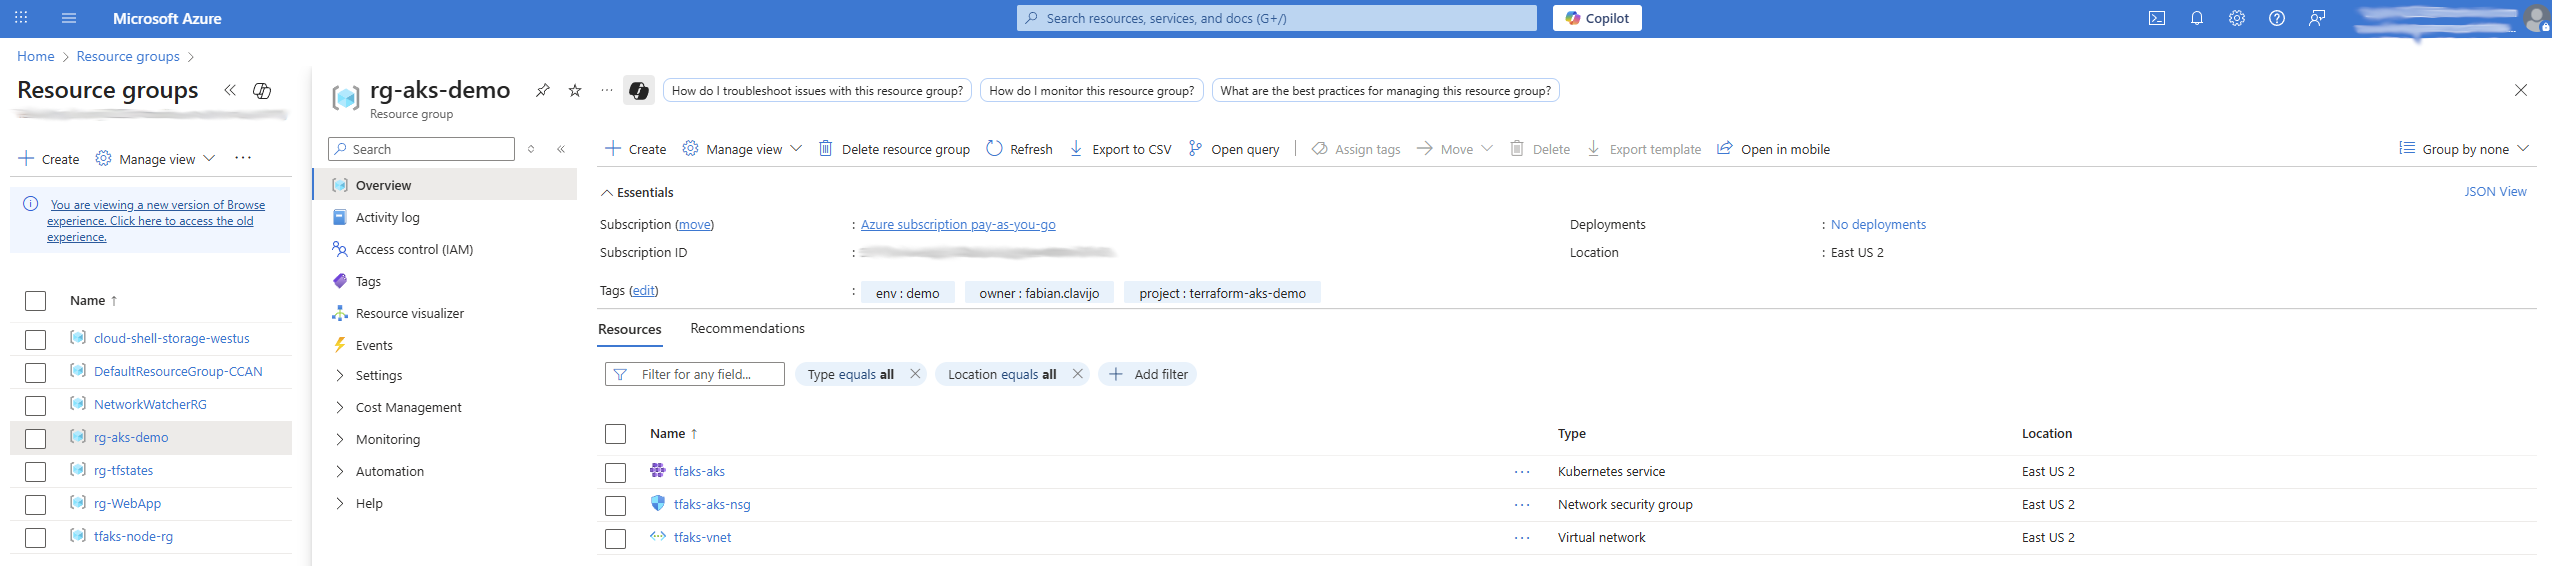 Microsoft Azure
Search resources, services, and docs (G+/)
Copilot
Home > Resource groups >
Resource groups
Create
Manage view
You are viewing a new version of Browse
experience. Click here to access the old
experience.
Name ↑
cloud-shell-storage-westus
DefaultResourceGroup-CCAN
NetworkWatcherRG
rg-aks-demo
rg-tfstates
rg-WebApp
tfaks-node-rg
rg-aks-demo
Resource group
How do I troubleshoot issues with this resource group?
How do I monitor this resource group?
What are the best practices for managing this resource group?
Search
Overview
Activity log
Access control (IAM)
Tags
Resource visualizer
Events
Settings
Cost Management
Monitoring
Automation
Help
Create
Manage view
Delete resource group
Refresh
Export to CSV
Open query
Assign tags
Move
Delete
Export template
Open in mobile
Group by none
Essentials
JSON View
Subscription (move) : Azure subscription pay-as-you-go
Deployments : No deployments
Subscription ID :
Location : East US 2
Tags (edit) : env : demo owner : fabian.clavijo project : terraform-aks-demo
Resources Recommendations
Filter for any field... Type equals all Location equals all Add filter
Name ↑ Type Location
tfaks-aks ... Kubernetes service East US 2
tfaks-aks-nsg ... Network security group East US 2
tfaks-vnet ... Virtual network East US 2